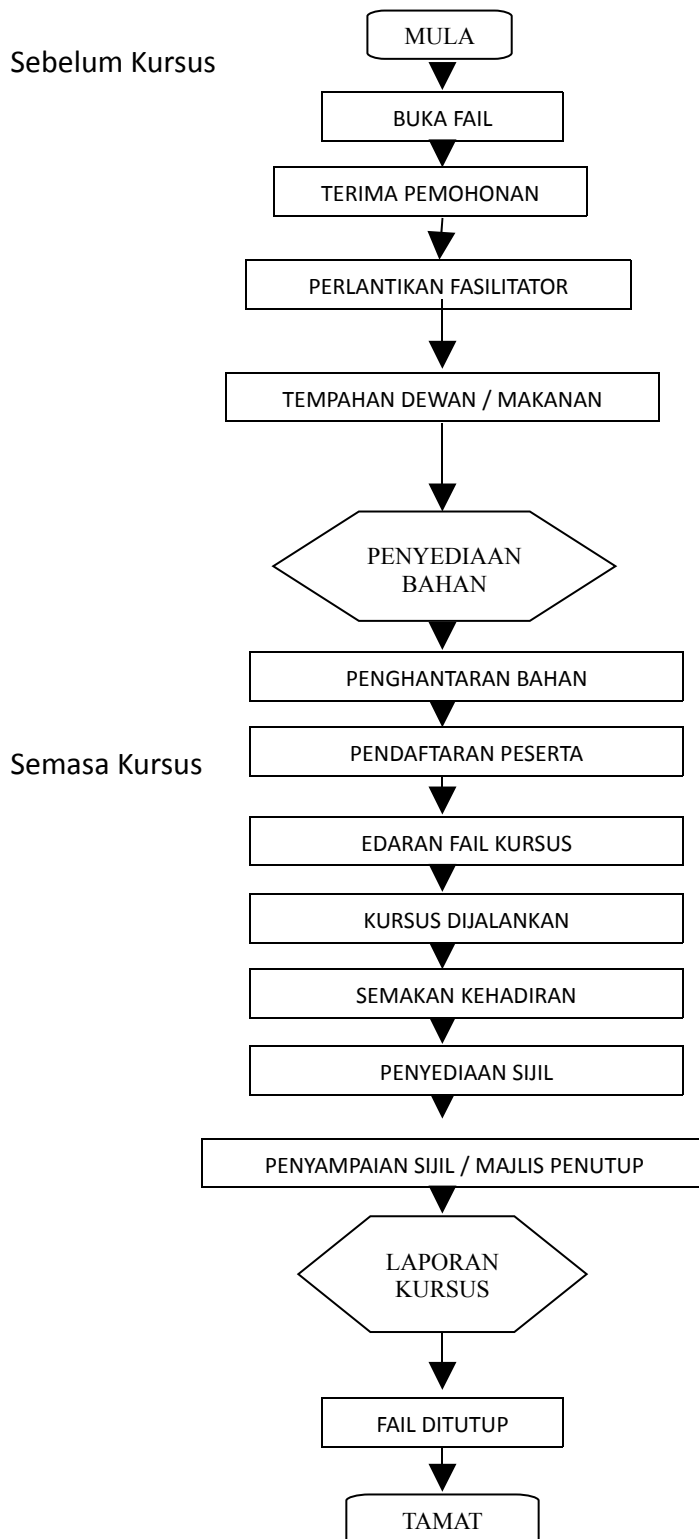 MULA
Sebelum Kursus
BUKA FAIL
TERIMA PEMOHONAN
PERLANTIKAN FASILITATOR
TEMPAHAN DEWAN / MAKANAN
PENYEDIAAN
BAHAN
PENGHANTARAN BAHAN
Semasa Kursus
PENDAFTARAN PESERTA
EDARAN FAIL KURSUS
KURSUS DIJALANKAN
SEMAKAN KEHADIRAN
PENYEDIAAN SIJIL
PENYAMPAIAN SIJIL / MAJLIS PENUTUP
LAPORAN
KURSUS
FAIL DITUTUP
TAMAT